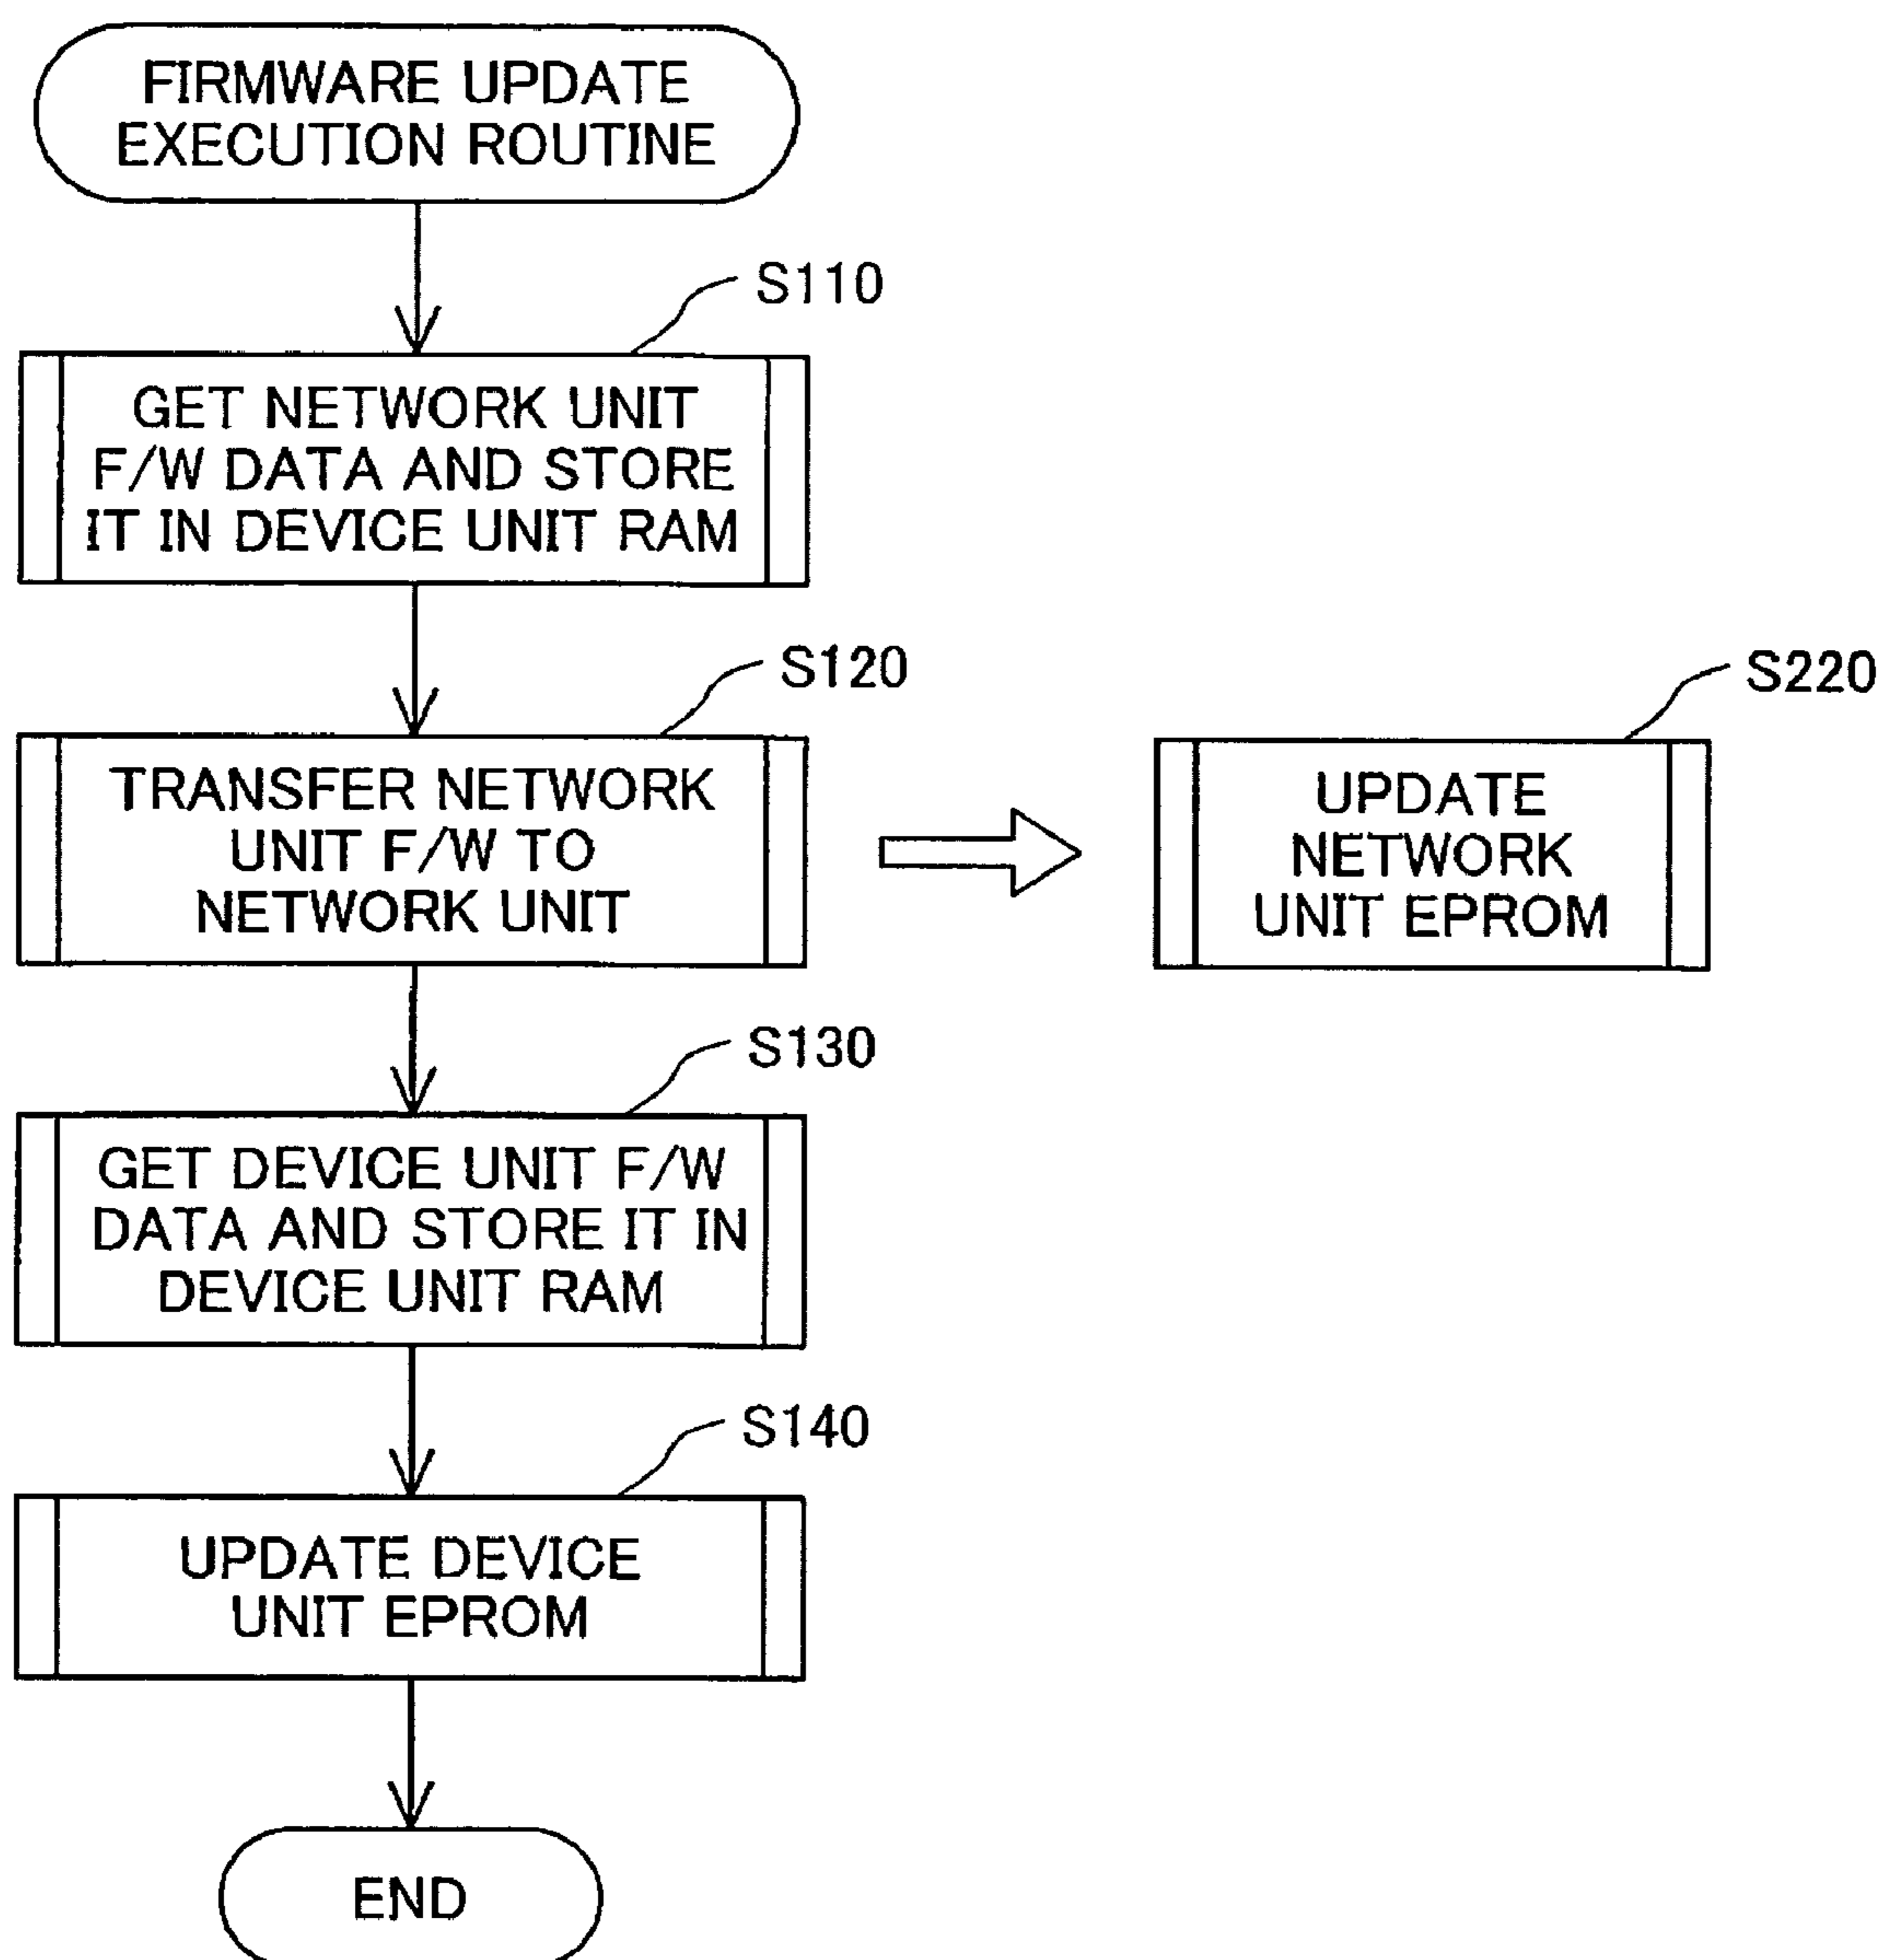 FIRMWARE UPDATE
EXECUTION ROUTINE
S110
GET NETWORK UNIT
F/W DATA AND STORE
IT IN DEVICE UNIT RAM
S120
TRANSFER NETWORK
UNIT F/W TO
NETWORK UNIT
S220
UPDATE
NETWORK
UNIT EPROM
S130
GET DEVICE UNIT F/W
DATA AND STORE IT IN
DEVICE UNIT RAM
S140
UPDATE DEVICE
UNIT EPROM
END